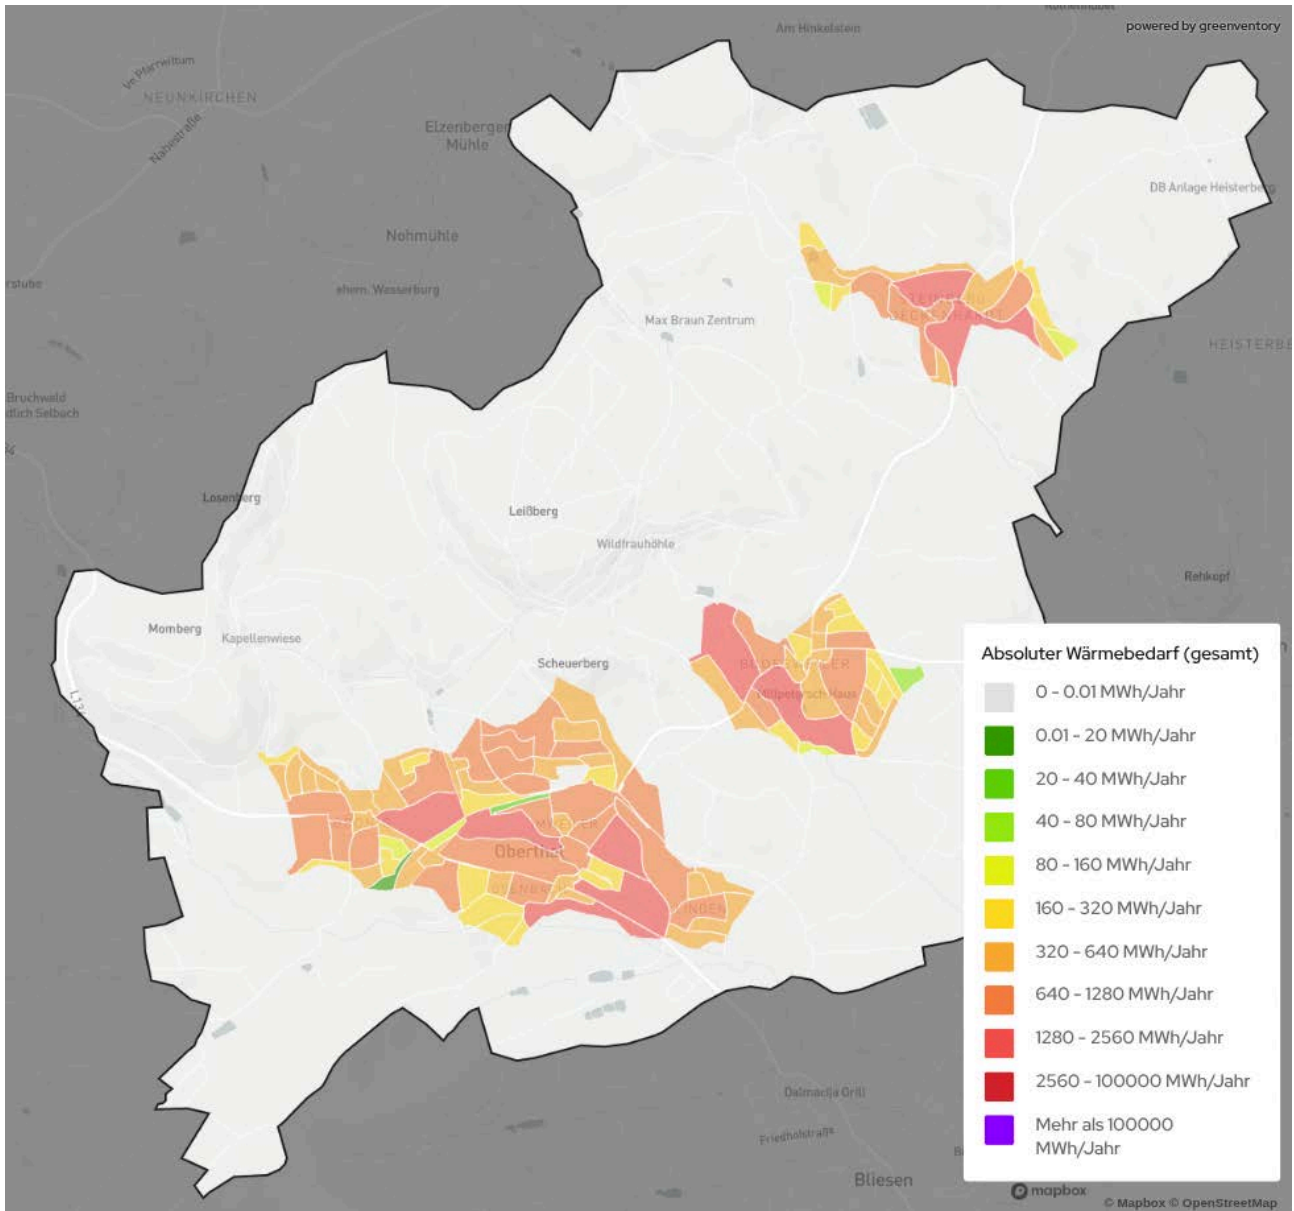 Am Hinkelstein
powered by greenventory
Im Pfarrwittum
NEUNKIRCHEN
Nahestraße
Elzenberger
Mühle
DB Anlage Heisterberg
Nohmühle
ehem. Wasserburg
Max Braun Zentrum
Bruchwald
Losenberg
Leißberg
Wildfrauhöhle
Rehkopf
Momberg
Kapellenwiese
Scheuerberg
Oberthal
Absoluter Wärmebedarf (gesamt)
0 - 0.01 MWh/Jahr
0.01 - 20 MWh/Jahr
20 - 40 MWh/Jahr
40 - 80 MWh/Jahr
80 - 160 MWh/Jahr
160 - 320 MWh/Jahr
320 - 640 MWh/Jahr
640 - 1280 MWh/Jahr
1280 - 2560 MWh/Jahr
2560 - 100000 MWh/Jahr
Mehr als 100000
MWh/Jahr
Dalmacija Grill
Friedhofstraße
Bliesen
mapbox
© Mapbox © OpenStreetMap